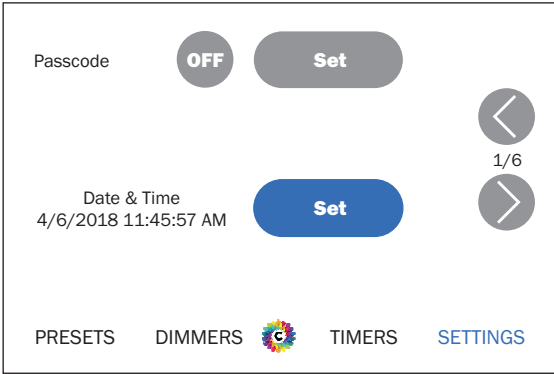 Passcode
OFF
Set
1/6
Date & Time
4/6/2018 11:45:57 AM
Set
PRESETS DIMMERS C TIMERS SETTINGS